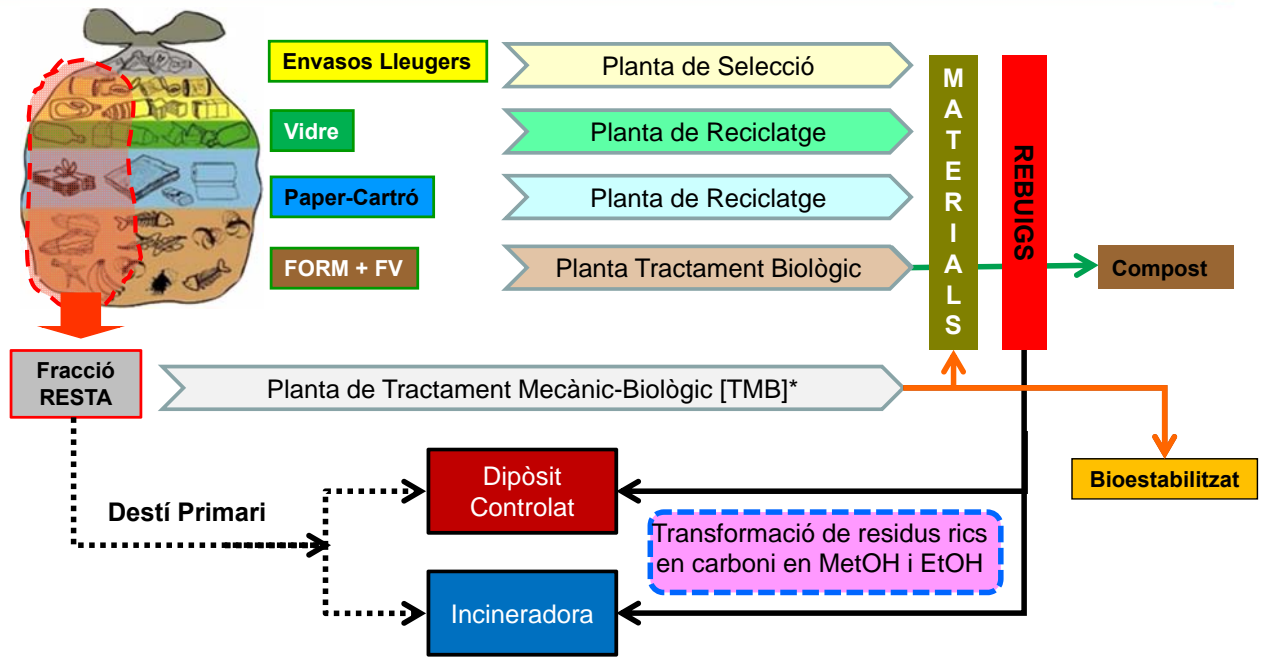 Envasos Lleugers
Planta de Selecció
Vidre
Planta de Reciclatge
Paper-Cartró
Planta de Reciclatge
FORM + FV
Planta Tractament Biològic
MATERIALS
REBUIGS
Compost
Fracció
RESTA
Planta de Tractament Mecànic-Biològic [TMB]*
Bioestabilitzat
Destí Primari
Dipòsit
Controlat
Transformació de residus rics
en carboni en MetOH i EtOH
Incineradora